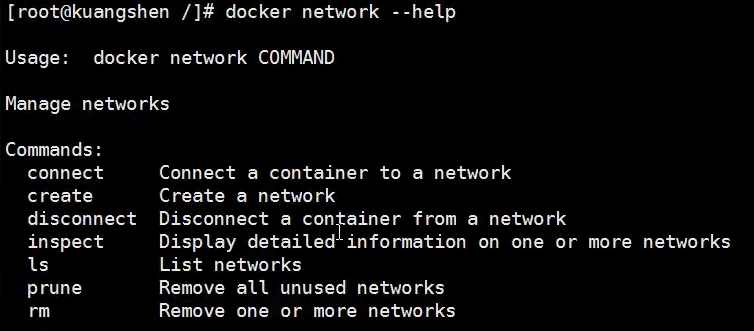 [root@kuangshen /]# docker network --help
Usage:  docker network COMMAND
Manage networks
Commands:
  connect     Connect a container to a network
  create      Create a network
  disconnect  Disconnect a container from a network
  inspect     Display detailed information on one or more networks
  ls          List networks
  prune       Remove all unused networks
  rm          Remove one or more networks